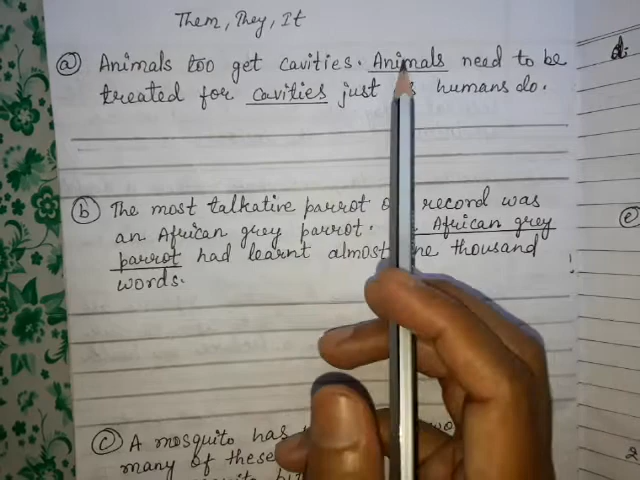 Them, They, It
(a) Animals too get cavities. Animals need to be
treated for cavities just humans do.
(b) The most talkative parrot record was
an African grey parrot. African grey
parrot had learnt almost thousand
words.
(c) A mosquito has
many of these
d.
e
2